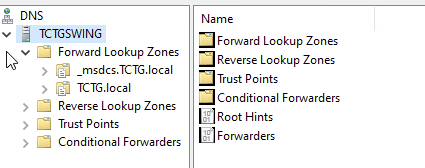 DNS
TCTGSWING
Forward Lookup Zones
_msdcs.TCTG.local
TCTG.local
Reverse Lookup Zones
Trust Points
Conditional Forwarders
Name
Forward Lookup Zones
Reverse Lookup Zones
Trust Points
Conditional Forwarders
Root Hints
Forwarders